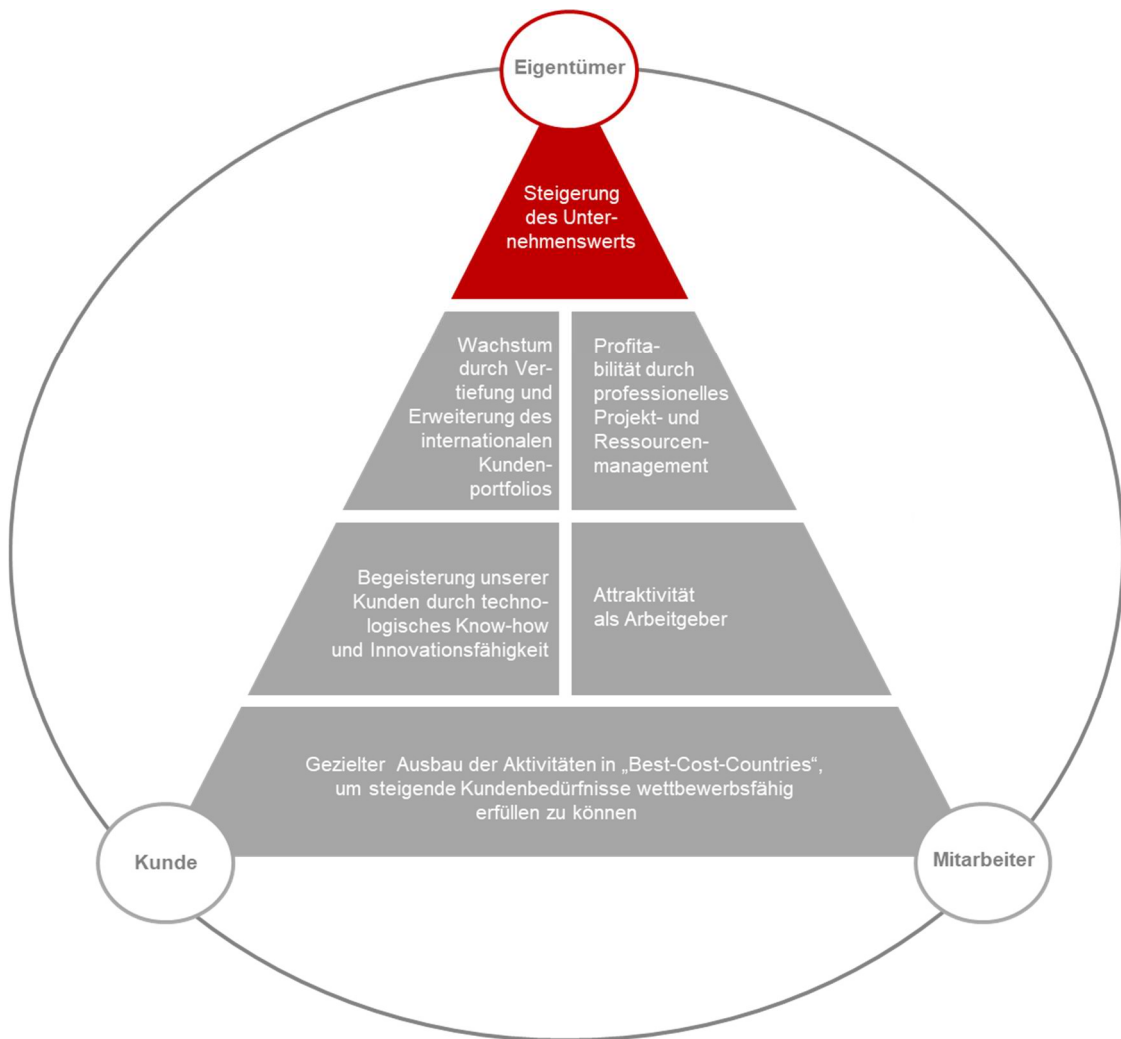 Eigentümer
Steigerung
des Unter-
nehmenswerts
Wachstum
durch Ver-
tiefung und
Erweiterung des
internationalen
Kunden-
portfolios
Profita-
bilität durch
professionelles
Projekt- und
Ressourcen-
management
Begeisterung unserer
Kunden durch techno-
logisches Know-how
und Innovationsfähigkeit
Attraktivität
als Arbeitgeber
Gezielter Ausbau der Aktivitäten in „Best-Cost-Countries“,
um steigende Kundenbedürfnisse wettbewerbsfähig
erfüllen zu können
Kunde
Mitarbeiter